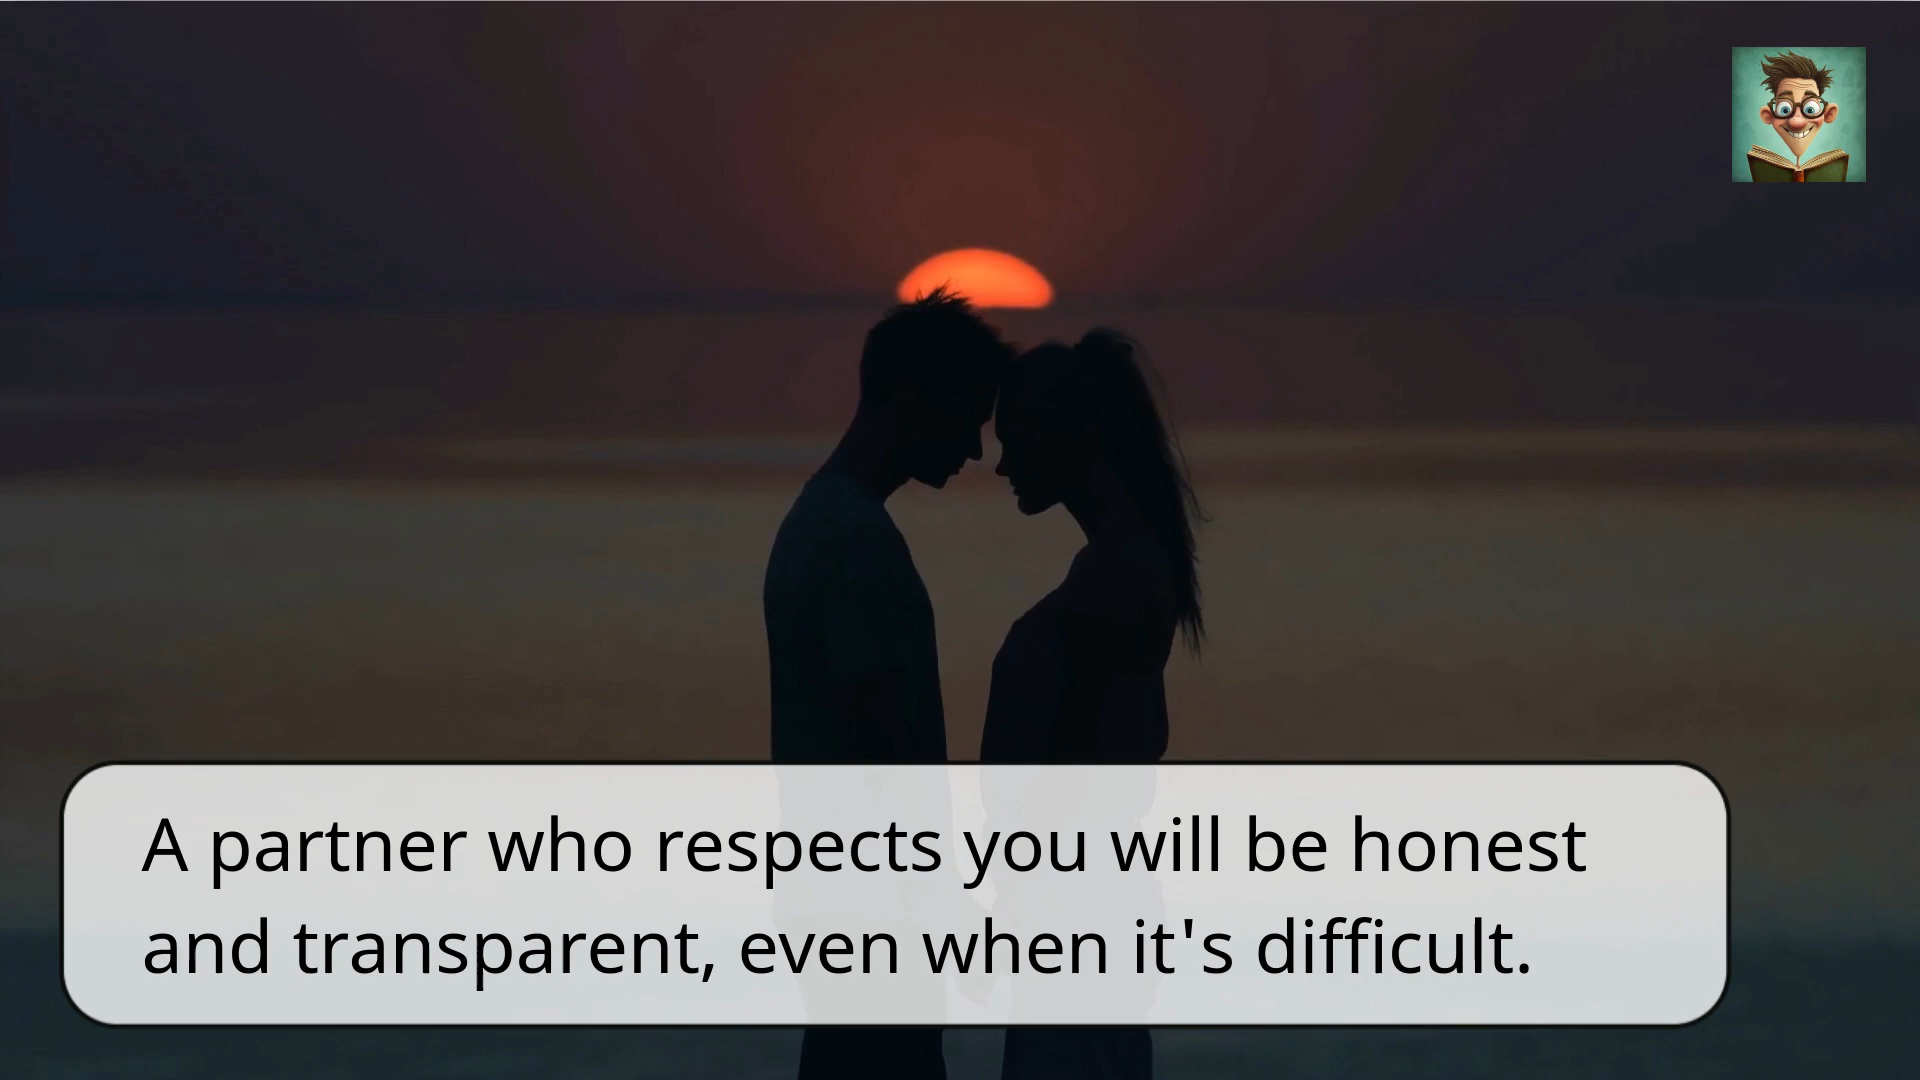 A partner who respects you will be honest
and transparent, even when it's difficult.